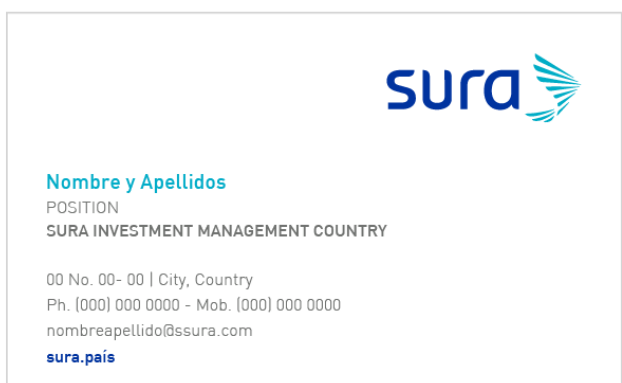 sura
Nombre y Apellidos
POSITION
SURA INVESTMENT MANAGEMENT COUNTRY
00 No. 00- 00 | City, Country
Ph. (000) 000 0000 - Mob. (000) 000 0000
nombreapellido@ssura.com
sura.país